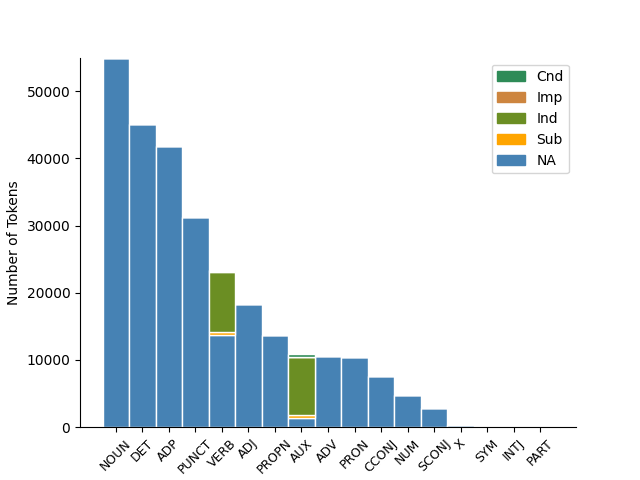 Cnd
Imp
Ind
Sub
NA
Number of Tokens
50000
40000
30000
20000
10000
0
NOUN
DET
ADP
PUNCT
VERB
ADJ
PROPN
AUX
ADV
PRON
CCONJ
NUM
SCONJ
X
SYM
INTJ
PART